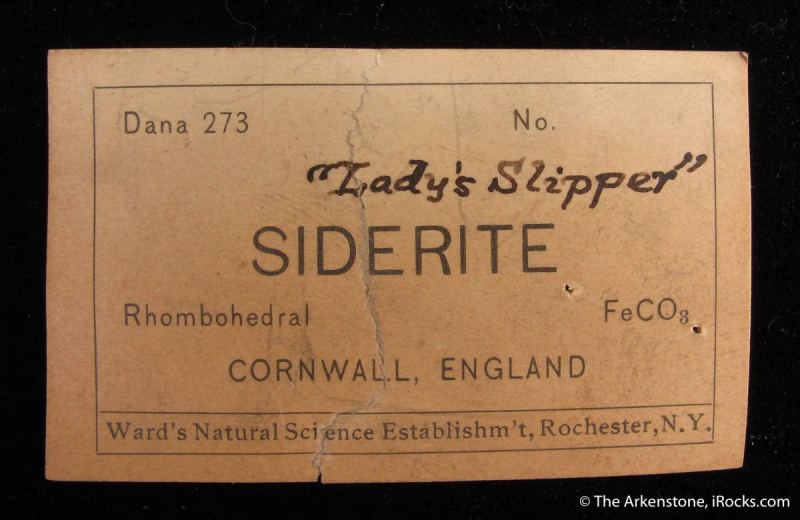 Dana 273 No.
"Lady's Slipper"
SIDERITE
Rhombohedral FeCO₃
CORNWALL, ENGLAND
Ward's Natural Science Establishm't, Rochester, N.Y.
© The Arkenstone, iRocks.com